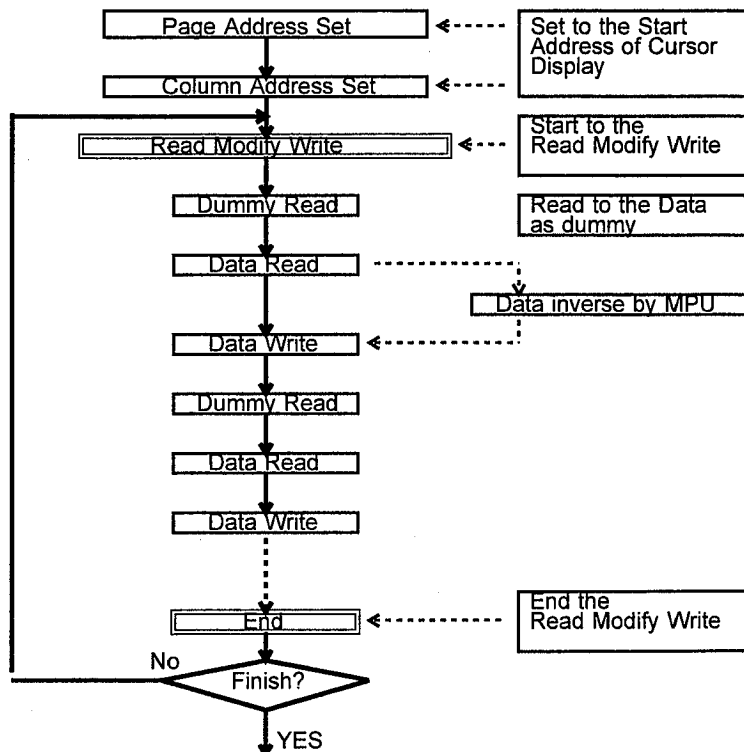 Page Address Set
Set to the Start
Address of Cursor
Display
Column Address Set
Start to the
Read Modify Write
Read Modify Write
Dummy Read
Read to the Data
as dummy
Data Read
Data inverse by MPU
Data Write
Dummy Read
Data Read
Data Write
End the
Read Modify Write
End
No
Finish?
YES